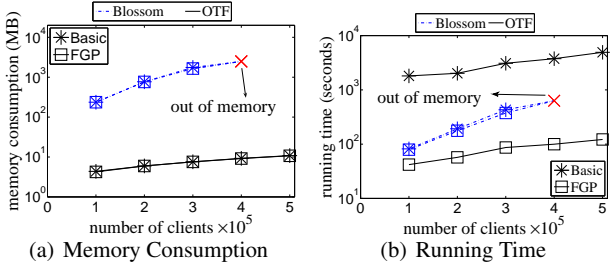 Blossom OTF
Basic
FGP
memory consumption (MB)
10^4
10^3
10^2
10^1
10^0
out of memory
1 2 3 4 5
number of clients ×10^5
(a) Memory Consumption
Blossom OTF
running time (seconds)
10^4
10^3
10^2
10^1
out of memory
Basic
FGP
1 2 3 4 5
number of clients ×10^5
(b) Running Time